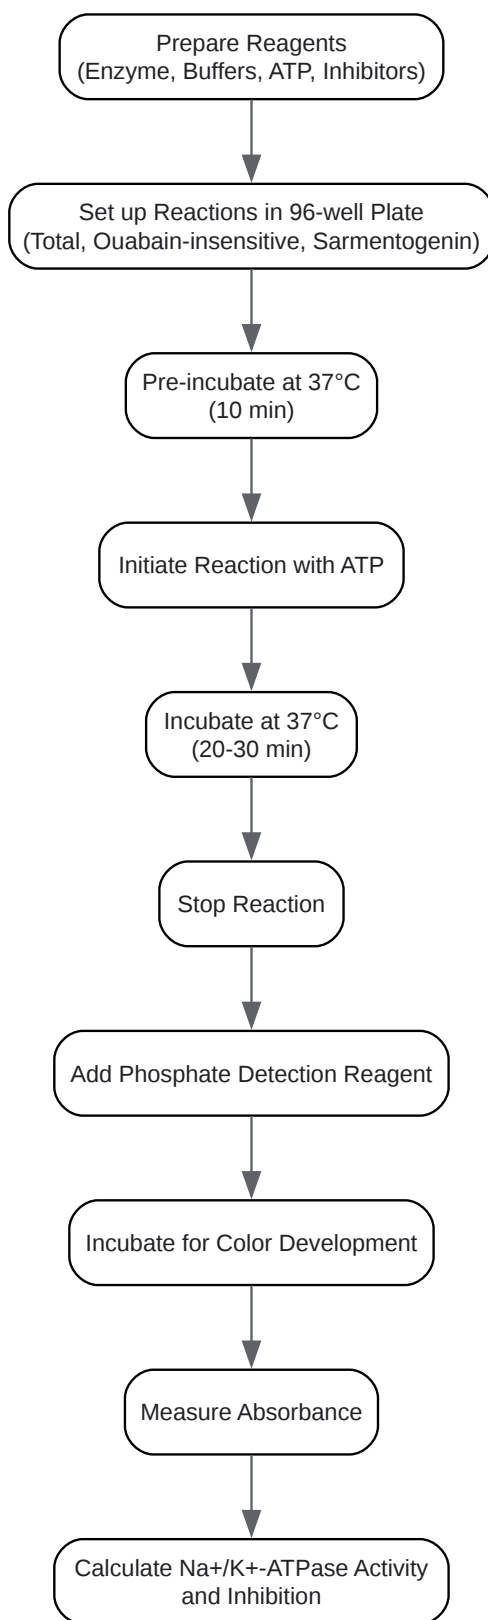 Prepare Reagents
(Enzyme, Buffers, ATP, Inhibitors)
Set up Reactions in 96-well Plate
(Total, Ouabain-insensitive, Sarmentogenin)
Pre-incubate at 37°C
(10 min)
Initiate Reaction with ATP
Incubate at 37°C
(20-30 min)
Stop Reaction
Add Phosphate Detection Reagent
Incubate for Color Development
Measure Absorbance
Calculate Na+/K+-ATPase Activity
and Inhibition